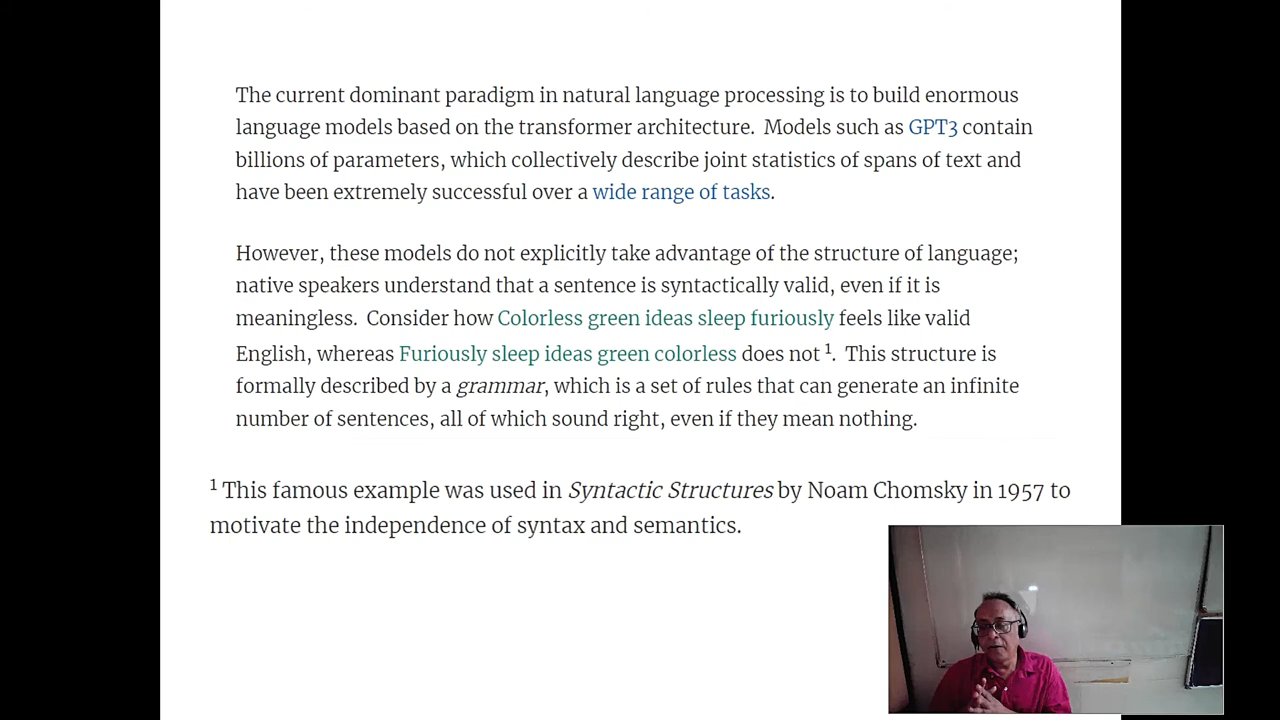 The current dominant paradigm in natural language processing is to build enormous
language models based on the transformer architecture. Models such as GPT3 contain
billions of parameters, which collectively describe joint statistics of spans of text and
have been extremely successful over a wide range of tasks.
However, these models do not explicitly take advantage of the structure of language;
native speakers understand that a sentence is syntactically valid, even if it is
meaningless. Consider how Colorless green ideas sleep furiously feels like valid
English, whereas Furiously sleep ideas green colorless does not ¹. This structure is
formally described by a grammar, which is a set of rules that can generate an infinite
number of sentences, all of which sound right, even if they mean nothing.
¹ This famous example was used in Syntactic Structures by Noam Chomsky in 1957 to
motivate the independence of syntax and semantics.